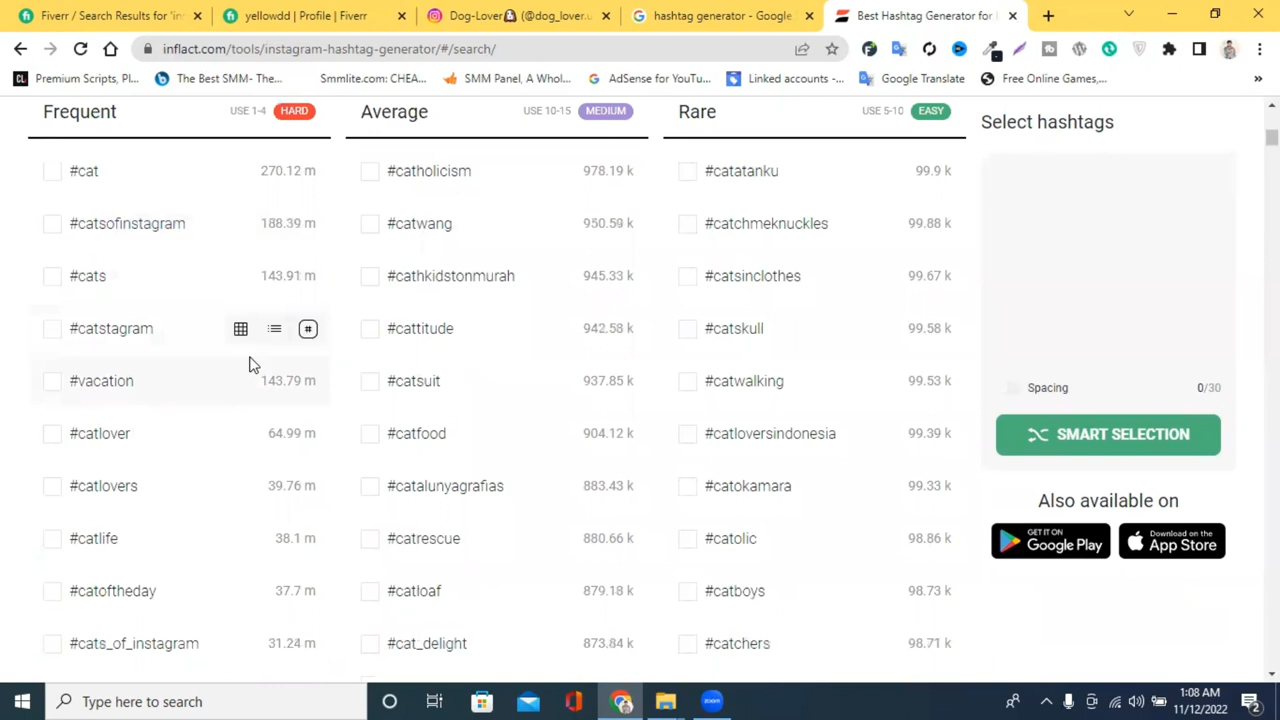 Fiverr / Search Results for 'in
yellowdd | Profile | Fiverr
Dog-Lover (@dog_lover.u
hashtag generator - Google
Best Hashtag Generator for I
inflact.com/tools/instagram-hashtag-generator/#/search/
Premium Scripts, Pl...
The Best SMM- The...
Smmlite.com: CHEA...
SMM Panel, A Whol...
AdSense for YouTu...
Linked accounts -...
Google Translate
Free Online Games,...
Frequent USE 1-4 HARD
Average USE 10-15 MEDIUM
Rare USE 5-10 EASY
Select hashtags
#cat 270.12 m
#catholicism 978.19 k
#catatanku 99.9 k
#catsofinstagram 188.39 m
#catwang 950.59 k
#catchmeknuckles 99.88 k
#cats 143.91 m
#cathkidstonmurah 945.33 k
#catsinclothes 99.67 k
#catstagram
#cattitude 942.58 k
#catskull 99.58 k
#vacation 143.79 m
#catsuit 937.85 k
#catwalking 99.53 k
Spacing 0/30
#catlover 64.99 m
#catfood 904.12 k
#catloversindonesia 99.39 k
SMART SELECTION
#catlovers 39.76 m
#catalunyagrafias 883.43 k
#catokamara 99.33 k
Also available on
#catlife 38.1 m
#catrescue 880.66 k
#catolic 98.86 k
GET IT ON
Google Play
Download on the
App Store
#catoftheday 37.7 m
#catloaf 879.18 k
#catboys 98.73 k
#cats_of_instagram 31.24 m
#cat_delight 873.84 k
#catchers 98.71 k
Type here to search
zoom
1:08 AM
11/12/2022
2